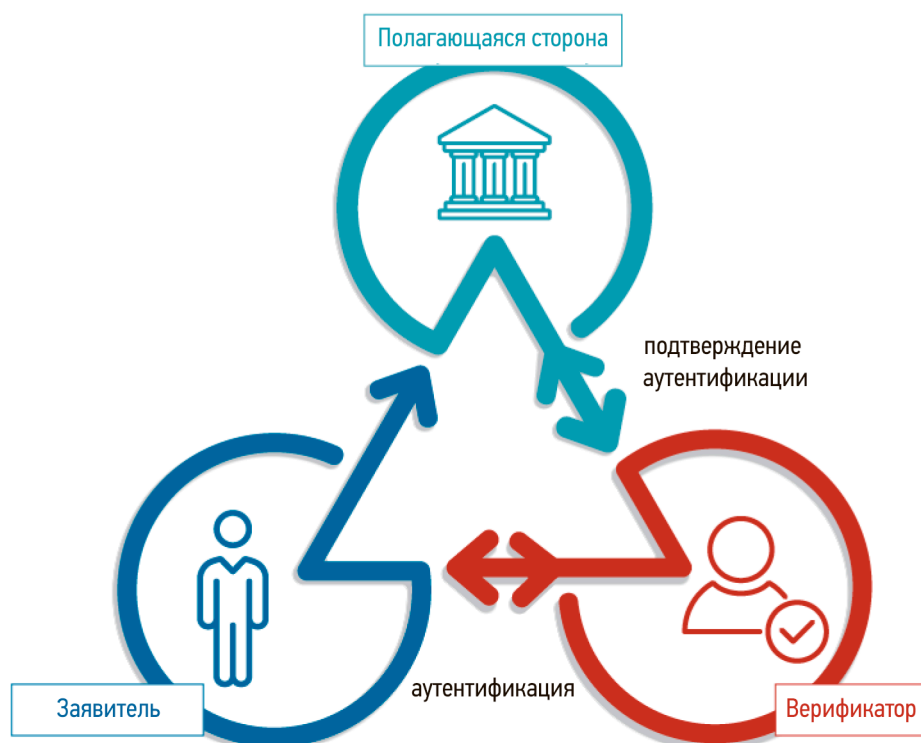 Полагающаяся сторона
подтверждение
аутентификации
аутентификация
Заявитель
Верификатор